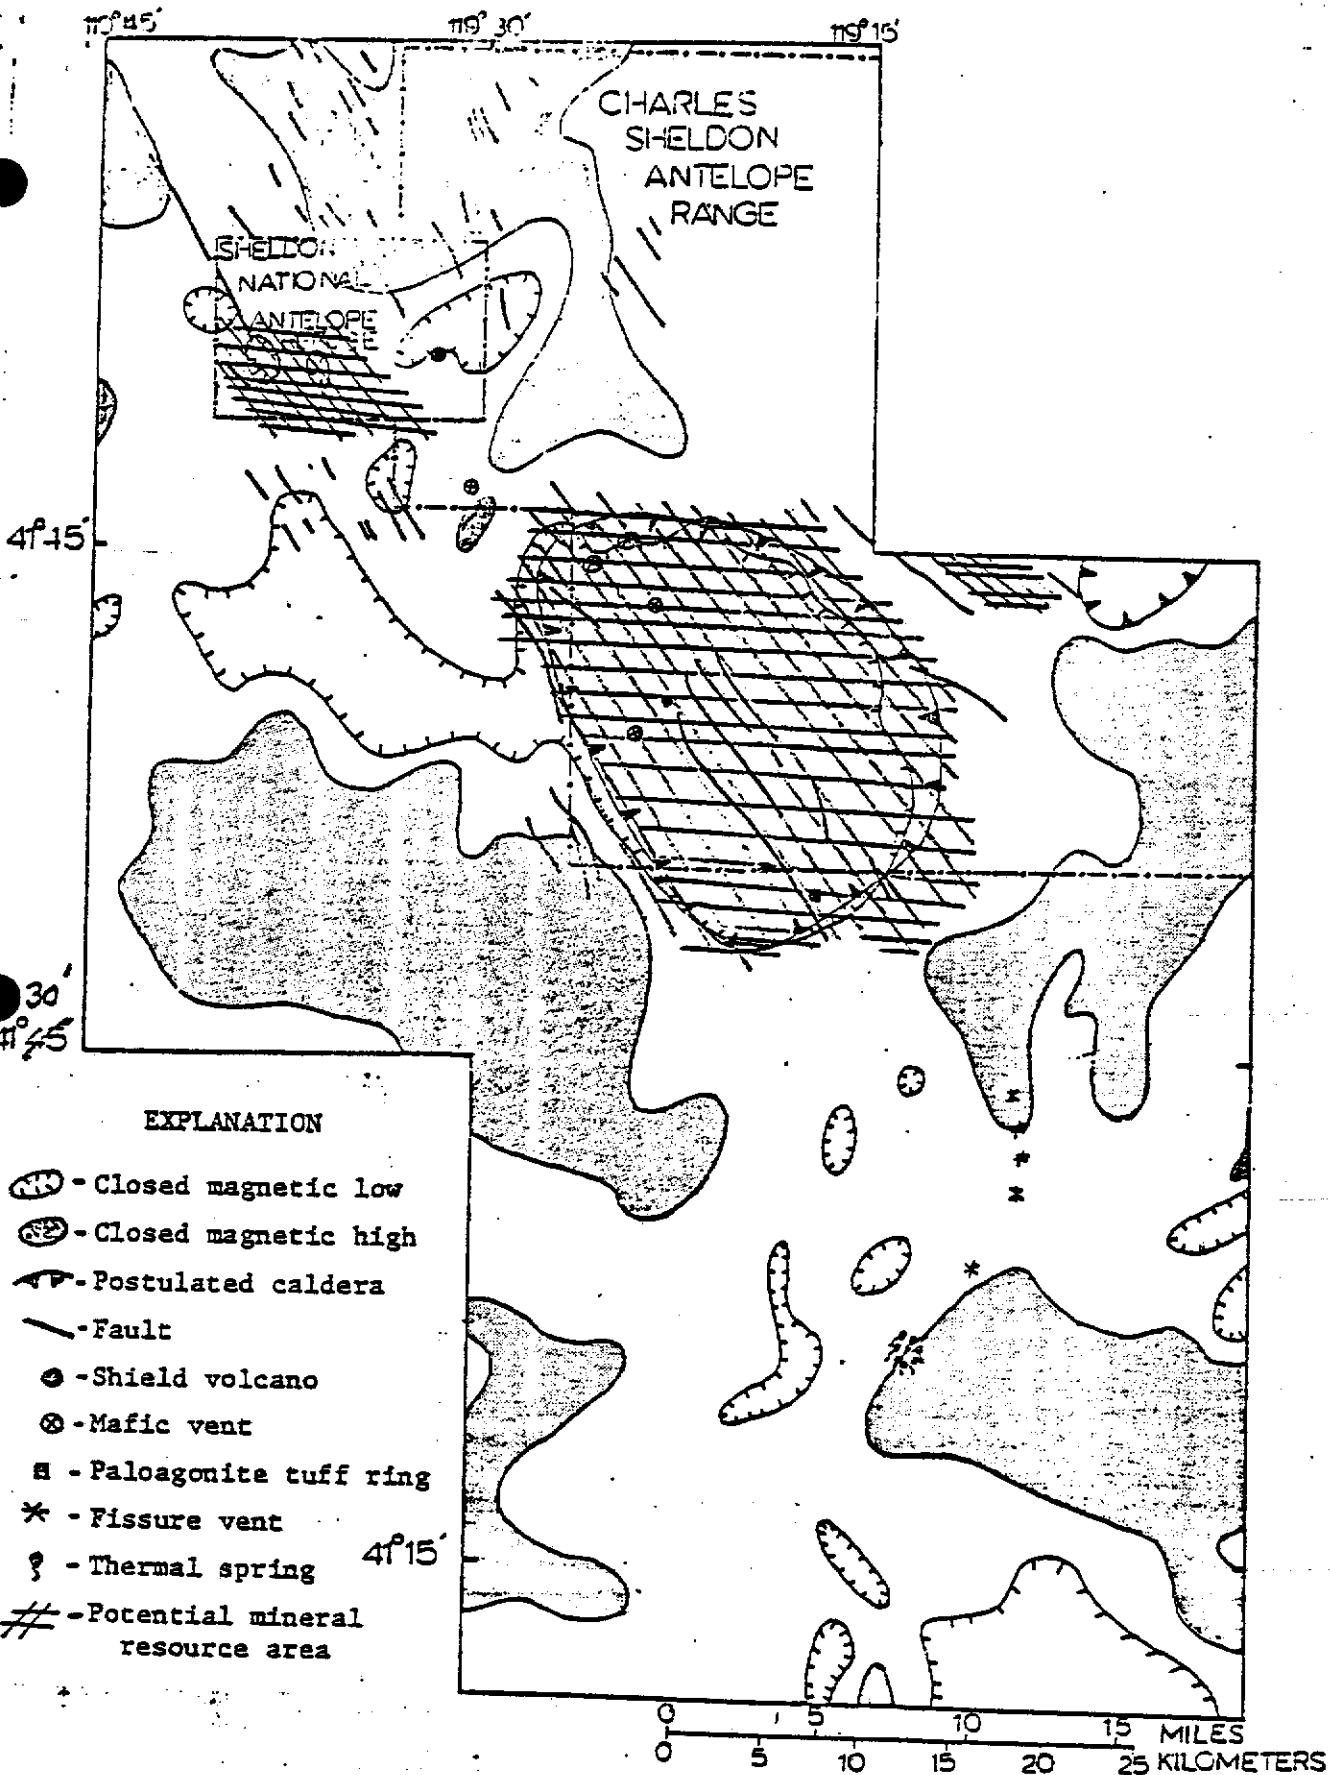 119° 45′
119° 30′
119° 15′
CHARLES
SHELDON
ANTELOPE
RANGE
SHELDON
NATIONAL
ANTELOPE
41° 45′
30′
41° 45′
EXPLANATION
- Closed magnetic low
- Closed magnetic high
- Postulated caldera
- Fault
- Shield volcano
- Mafic vent
- Paloagonite tuff ring
- Fissure vent
- Thermal spring
- Potential mineral
resource area
41° 15′
0 5 10 15 MILES
0 5 10 15 20 25 KILOMETERS